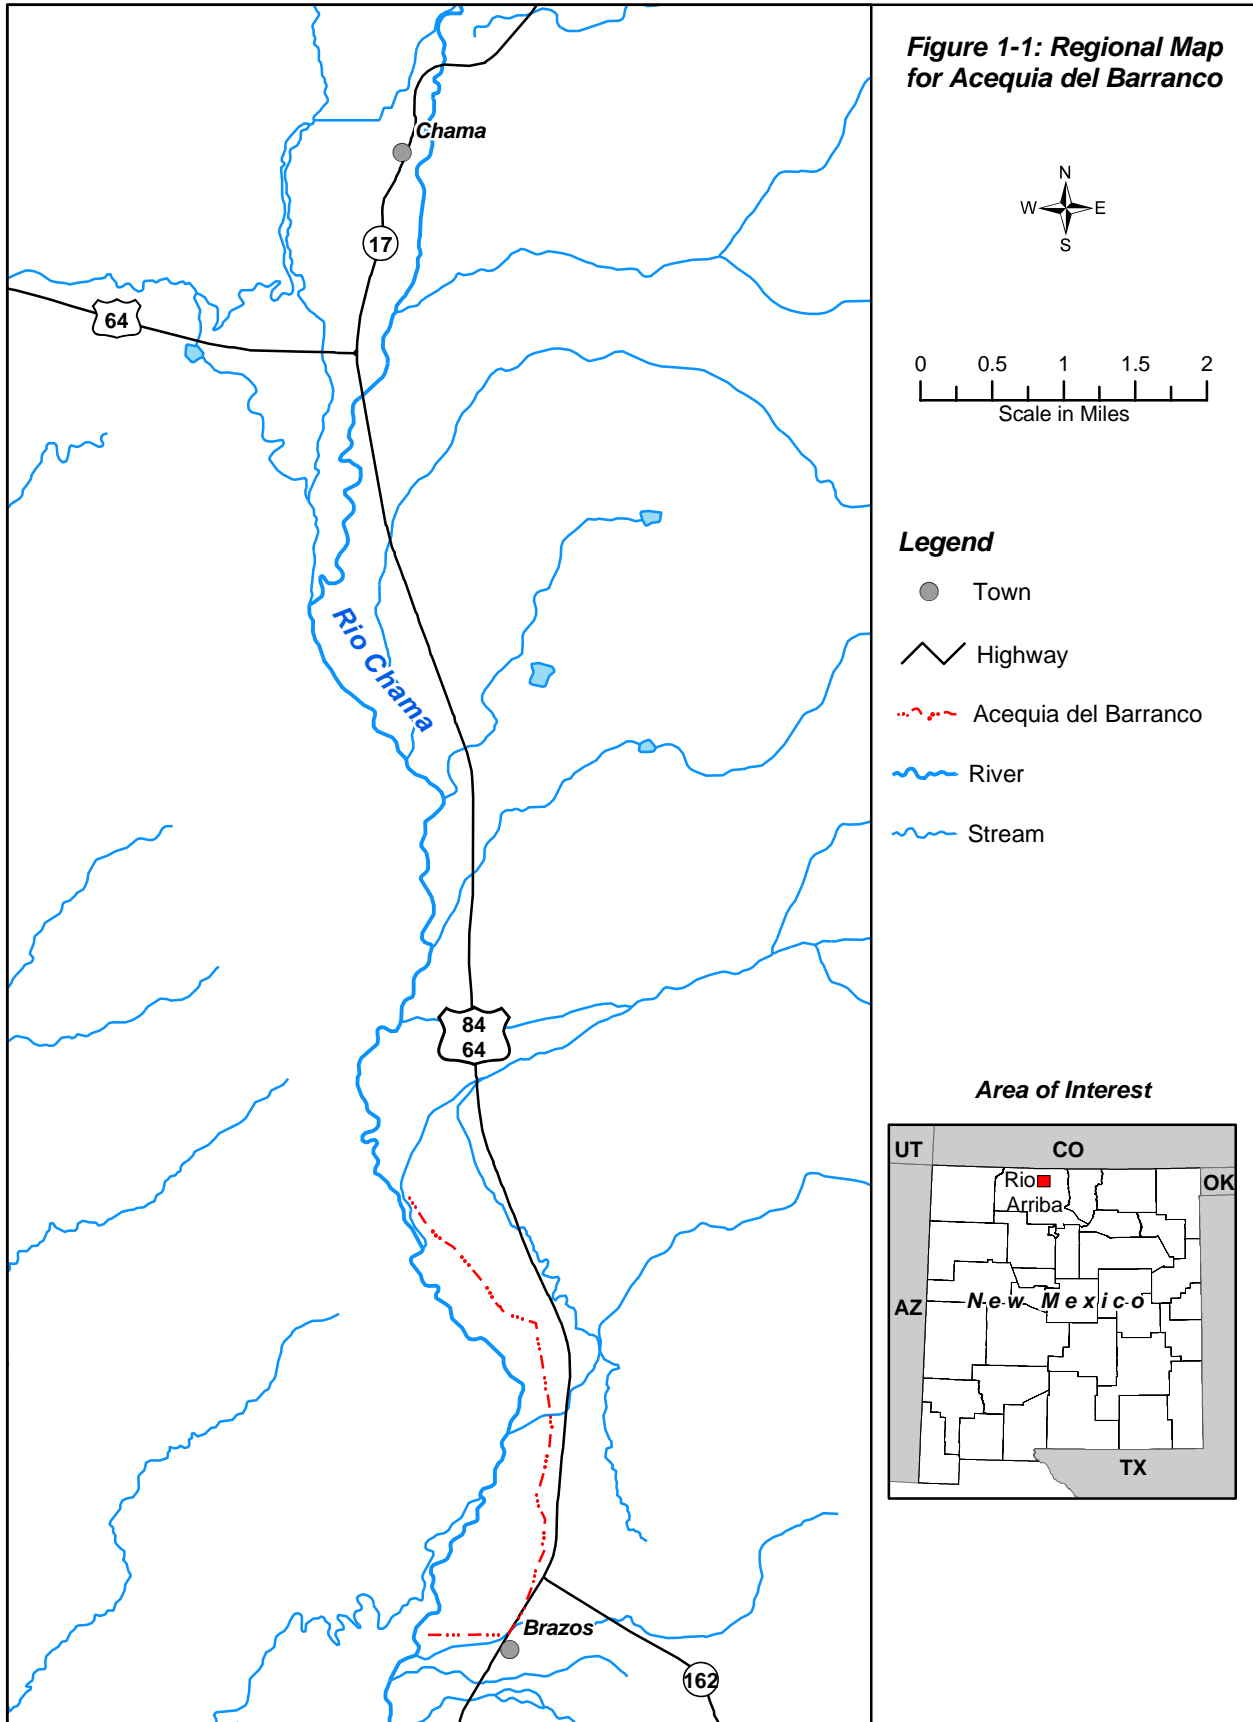 Figure 1-1: Regional Map
for Acequia del Barranco
N
W E
S
0 0.5 1 1.5 2
Scale in Miles
Legend
Town
Highway
Acequia del Barranco
River
Stream
Area of Interest
UT CO
OK
Rio
Arriba
AZ
New Mexico
TX
Chama
17
64
Rio Chama
84
64
Brazos
162